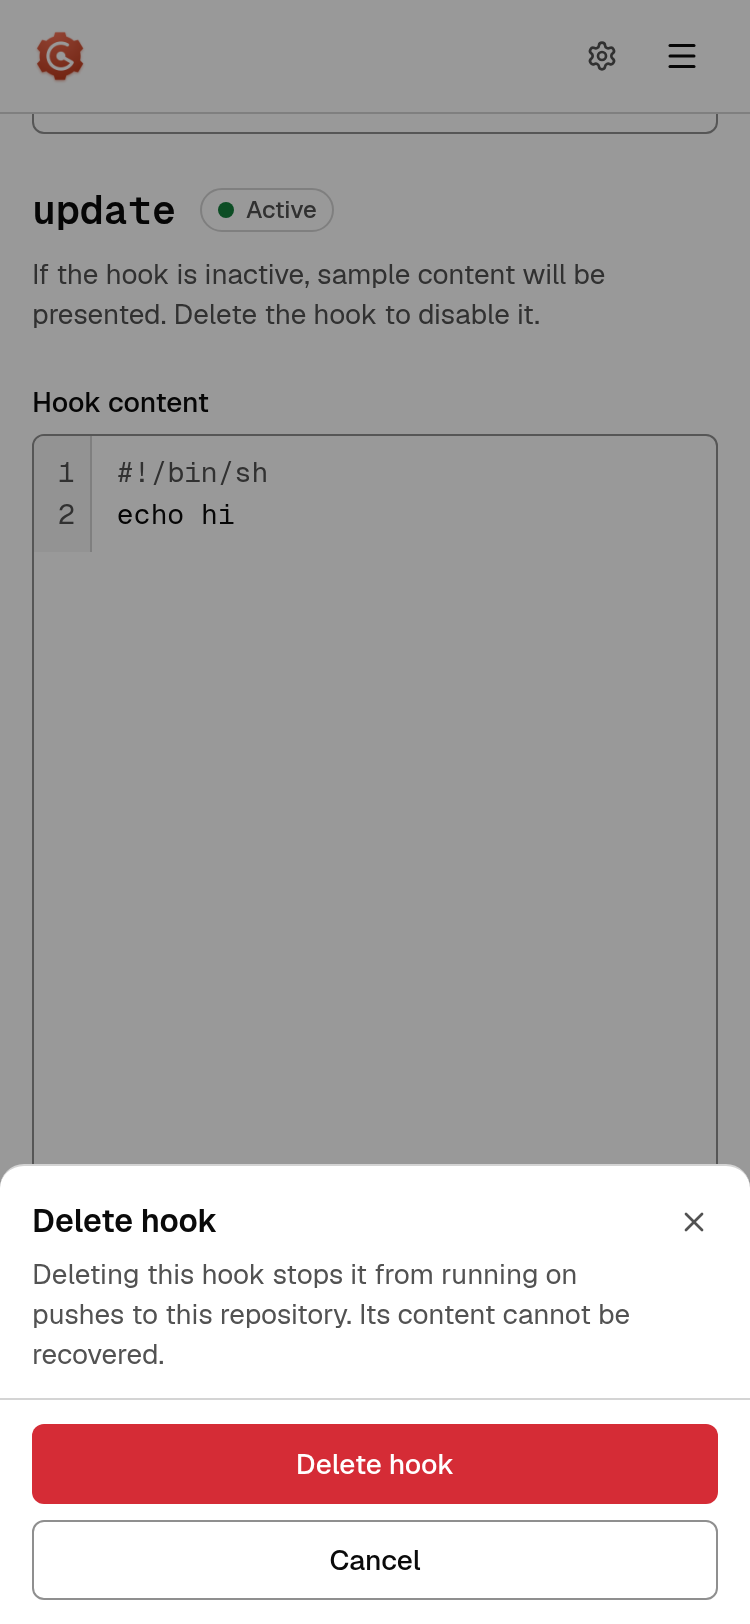 update
Active
If the hook is inactive, sample content will be
presented. Delete the hook to disable it.
Hook content
1 #!/bin/sh
2 echo hi
Delete hook
Deleting this hook stops it from running on
pushes to this repository. Its content cannot be
recovered.
Delete hook
Cancel